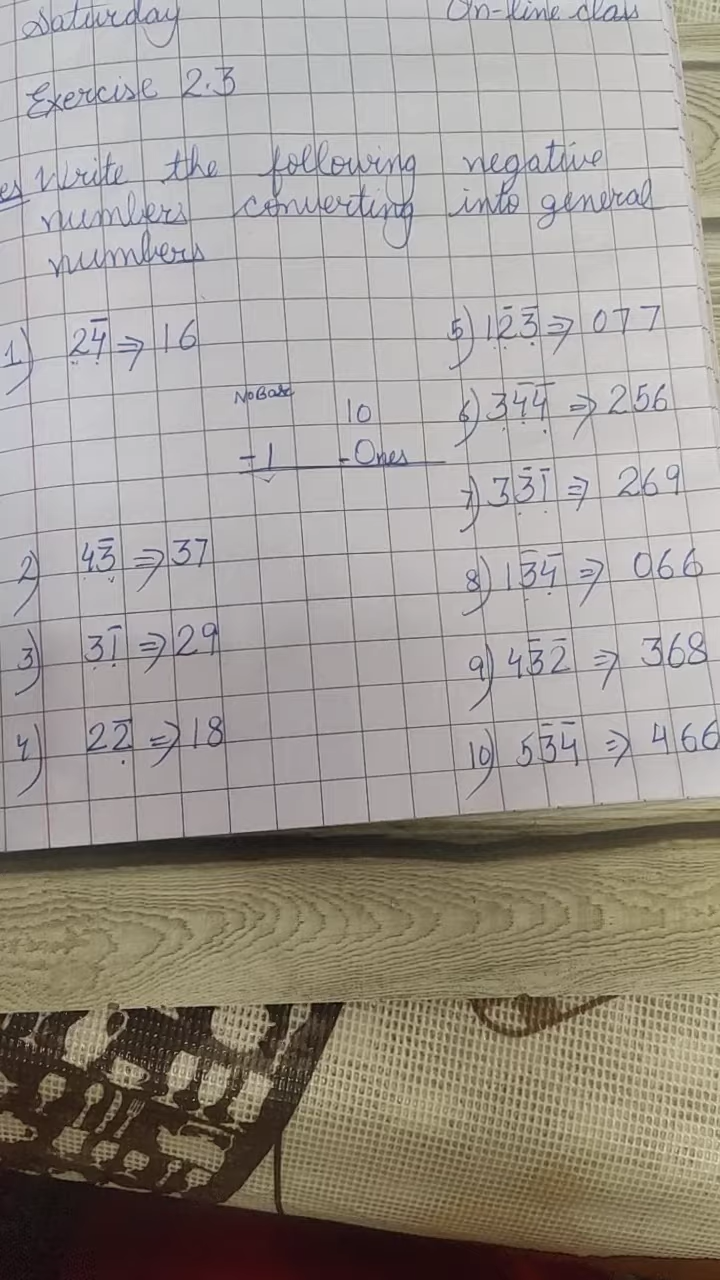 Saturday On-line class
Exercise 2.3
Write the following negative
numbers converting into general
numbers
1) 24̄ ⇒ 16
No Base 10
-1 - Ones
2) 43̄ ⇒ 37
3) 31̄ ⇒ 29
4) 22̄ ⇒ 18
5) 12̄3̄ ⇒ 077
6) 34̄4̄ ⇒ 256
7) 33̄1̄ ⇒ 269
8) 13̄4̄ ⇒ 066
9) 43̄2̄ ⇒ 368
10) 53̄4̄ ⇒ 466